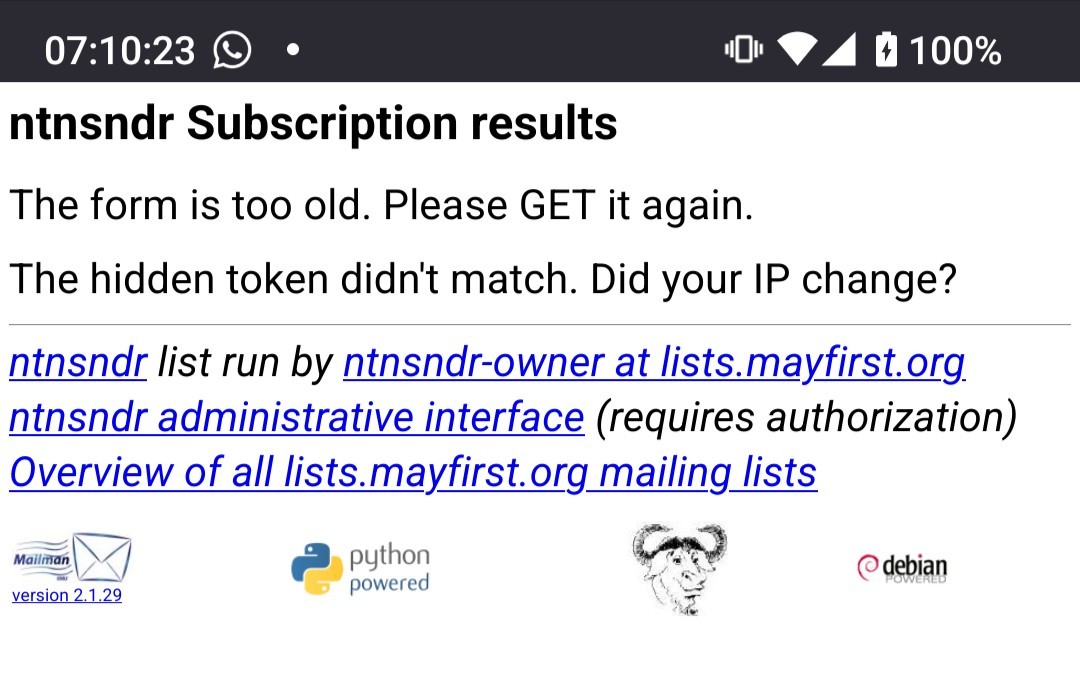 07:10:23 100%
ntnsndr Subscription results
The form is too old. Please GET it again.
The hidden token didn't match. Did your IP change?
ntnsndr list run by ntnsndr-owner at lists.mayfirst.org
ntnsndr administrative interface (requires authorization)
Overview of all lists.mayfirst.org mailing lists
Mailman
python
powered
debian
POWERED
version 2.1.29